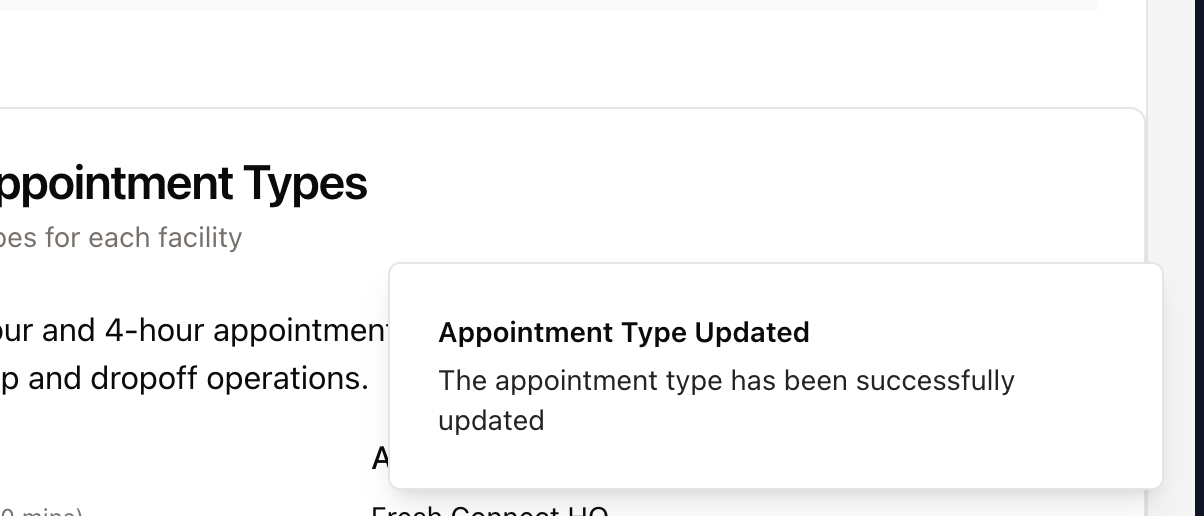 ppointment Types
pes for each facility
our and 4-hour appointment
p and dropoff operations.
Appointment Type Updated
The appointment type has been successfully
updated
A
0 mins)
Fresh Connect HQ